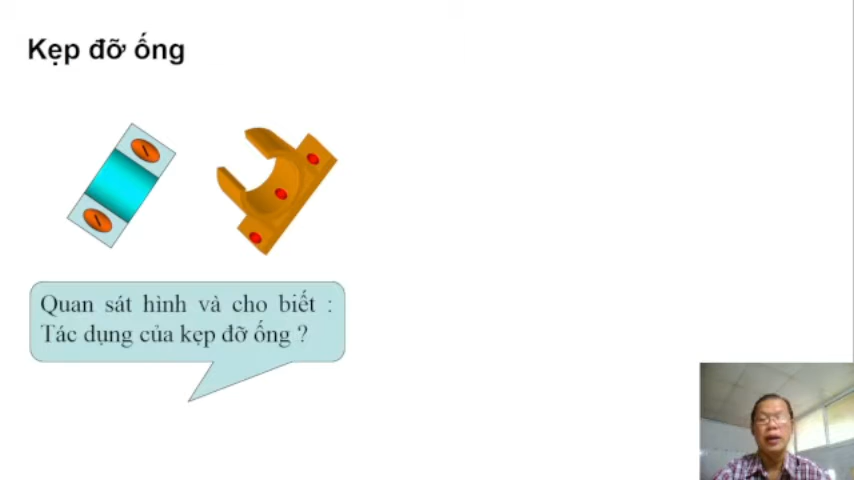 Kẹp đỡ ống
Quan sát hình và cho biết :
Tác dụng của kẹp đỡ ống ?